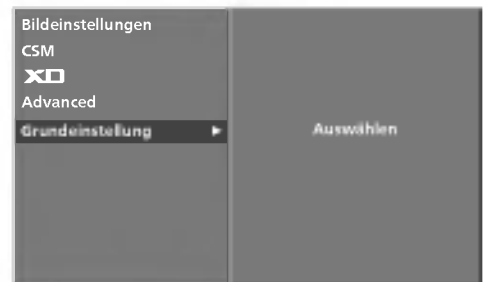 Bildeinstellungen
CSM
XD
Advanced
Grundeinstellung ►
Auswählen